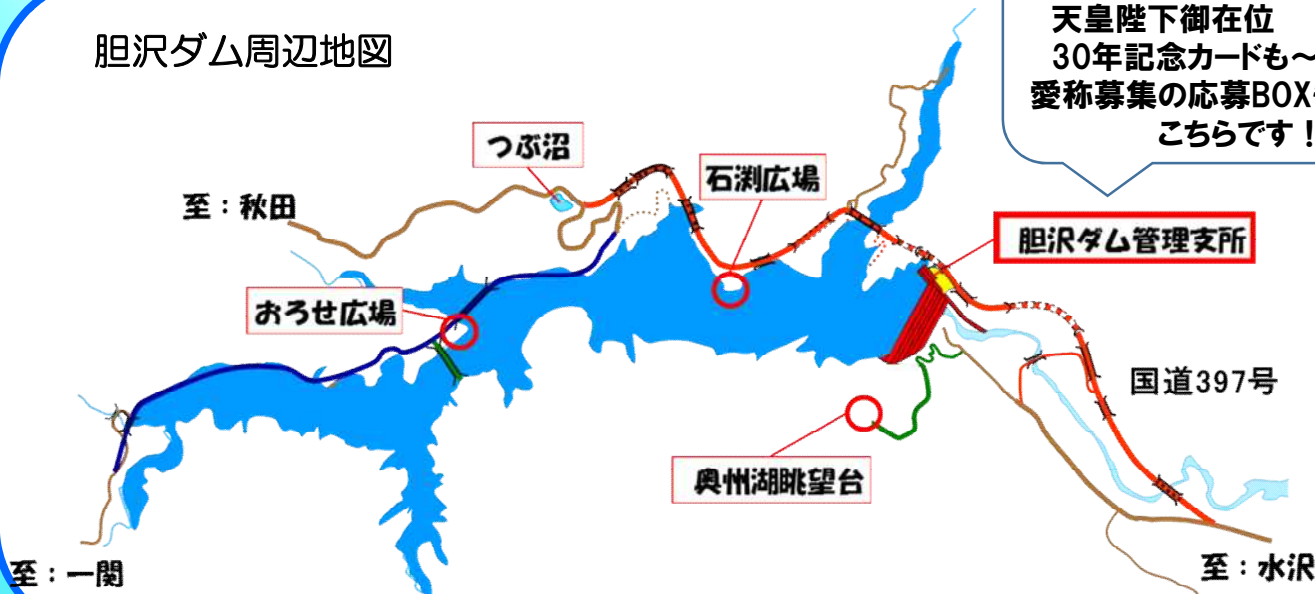 胆沢ダム周辺地図
天皇陛下御在位
30年記念カードも～
愛称募集の応募BOX
こちらです！
つぶ沼
石渕広場
至：秋田
胆沢ダム管理支所
おろせ広場
国道397号
奥州湖眺望台
至：一関
至：水沢